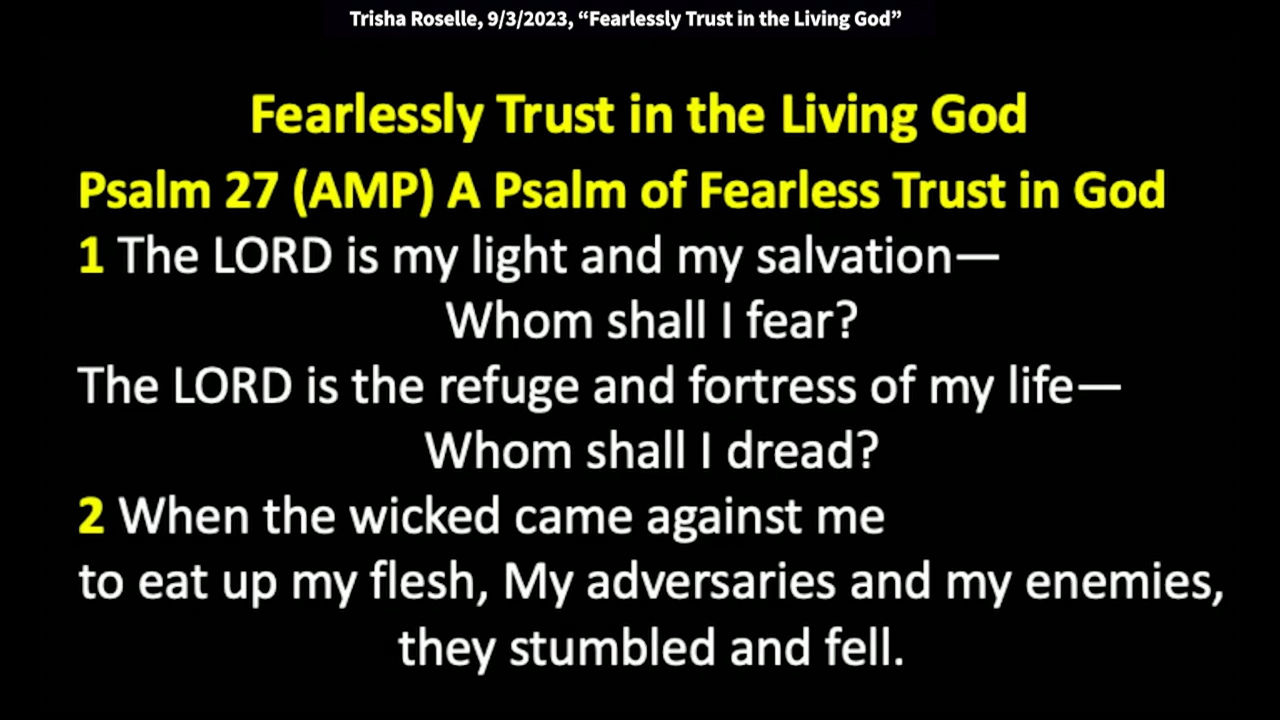 Trisha Roselle, 9/3/2023, “Fearlessly Trust in the Living God”
Fearlessly Trust in the Living God
Psalm 27 (AMP) A Psalm of Fearless Trust in God
1 The LORD is my light and my salvation—
Whom shall I fear?
The LORD is the refuge and fortress of my life—
Whom shall I dread?
2 When the wicked came against me
to eat up my flesh, My adversaries and my enemies,
they stumbled and fell.